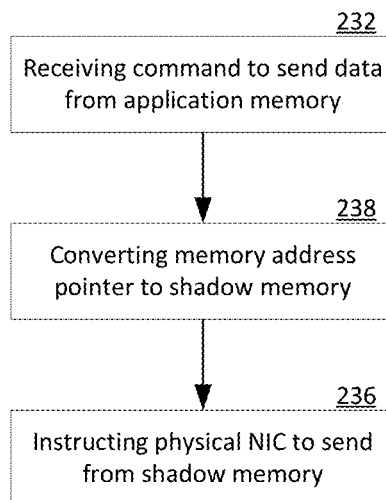 232
Receiving command to send data
from application memory
238
Converting memory address
pointer to shadow memory
236
Instructing physical NIC to send
from shadow memory